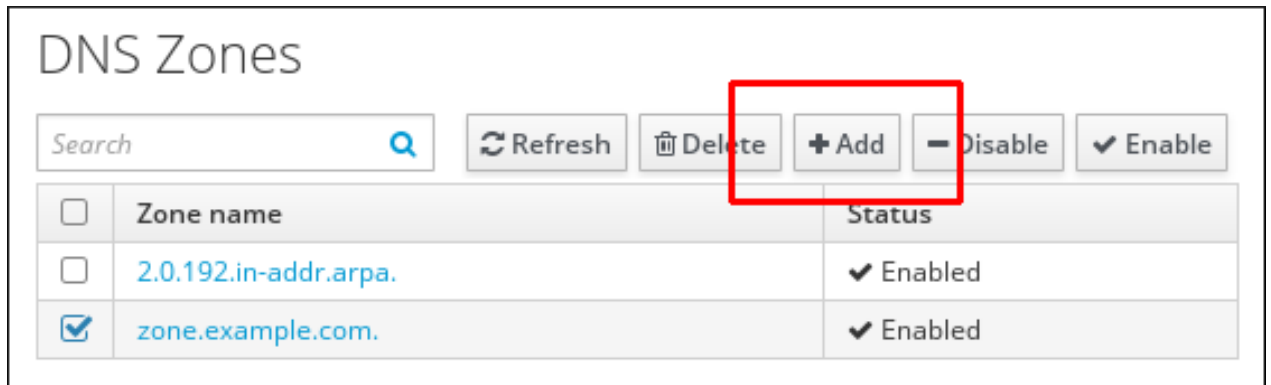 DNS Zones
Search Refresh Delete Add Disable Enable
Zone name Status
2.0.192.in-addr.arpa. Enabled
zone.example.com. Enabled